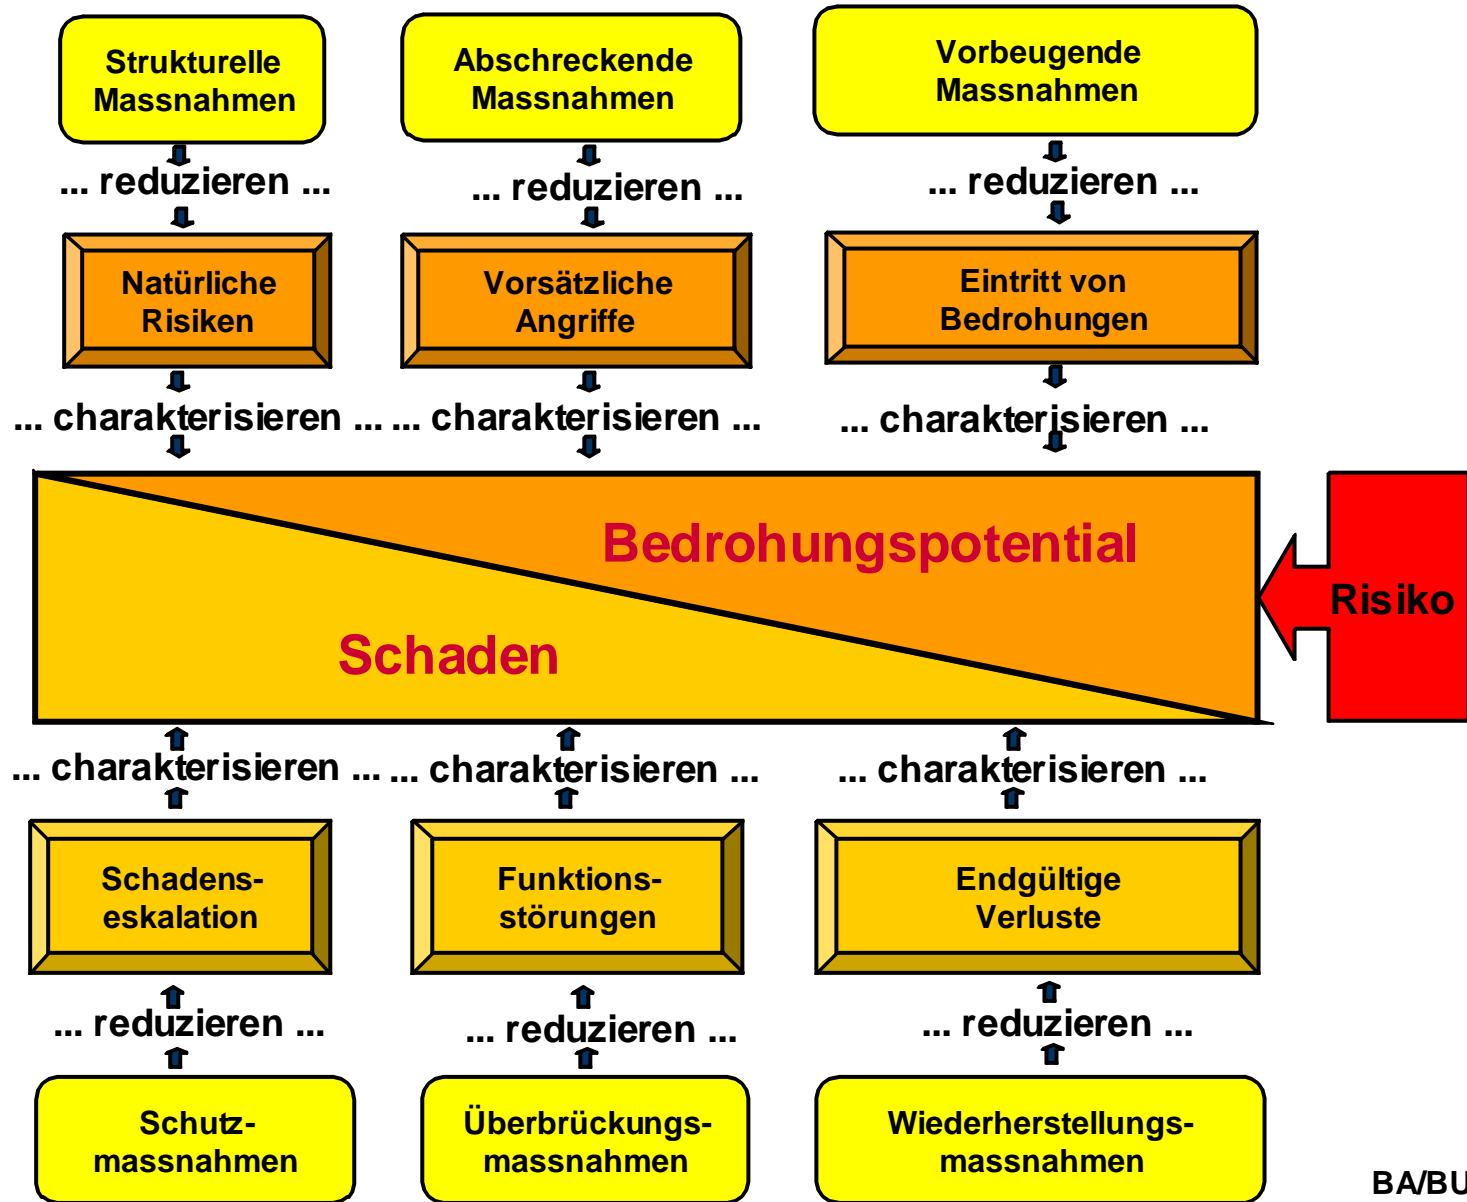 Strukturelle
Massnahmen
Abschreckende
Massnahmen
Vorbeugende
Massnahmen
... reduzieren ...
... reduzieren ...
... reduzieren ...
Natürliche
Risiken
Vorsätzliche
Angriffe
Eintritt von
Bedrohungen
... charakterisieren ...
... charakterisieren ...
... charakterisieren ...
Bedrohungspotential
Schaden
Risiko
... charakterisieren ...
... charakterisieren ...
... charakterisieren ...
Schadens-
eskalation
Funktions-
störungen
Endgültige
Verluste
... reduzieren ...
... reduzieren ...
... reduzieren ...
Schutz-
massnahmen
Überbrückungs-
massnahmen
Wiederherstellungs-
massnahmen
BA/BU